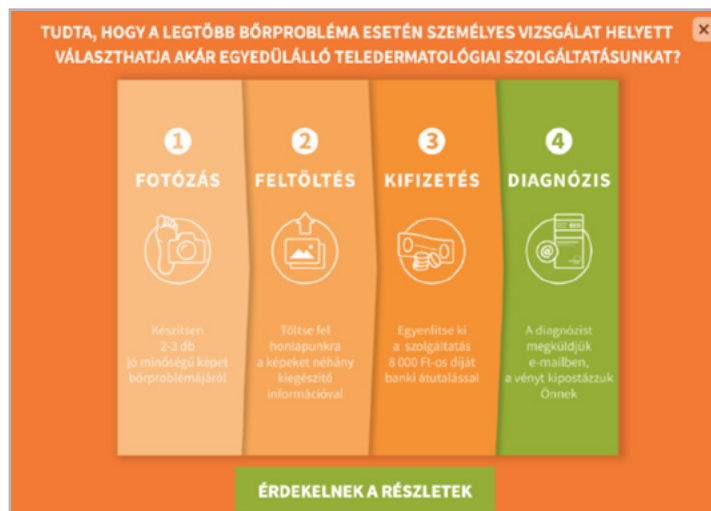 TUDTA, HOGY A LEGTÖBB BŐRPROBLÉMA ESETÉN SZEMÉLYES VIZSGÁLAT HELYETT
VÁLASZTHATJA AKÁR EGYEDÜLÁLLÓ TELEDERMATOLÓGIAI SZOLGÁLTATÁSUNKAT?
1
FOTÓZÁS
Készítsen
2-3 db
jó minőségű képet
bőrproblémájáról
2
FELTÖLTÉS
Töltse fel
honlapunkra
a képeket néhány
kiegészítő
információval
3
KIFIZETÉS
Egyenlítse ki
a szolgáltatás
8 000 Ft-os díját
banki átutalással
4
DIAGNÓZIS
@
A diagnózist
megküldjük
e-mailben,
a vényt kipostázzuk
Önnek
ÉRDEKELNEK A RÉSZLETEK